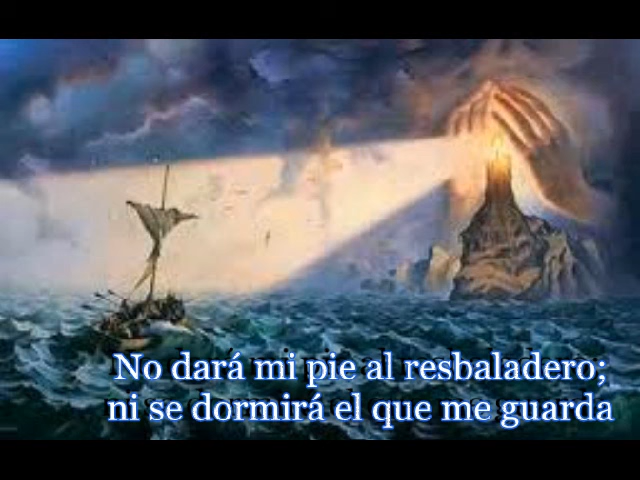 No dará mi pie al resbaladero;
ni se dormirá el que me guarda